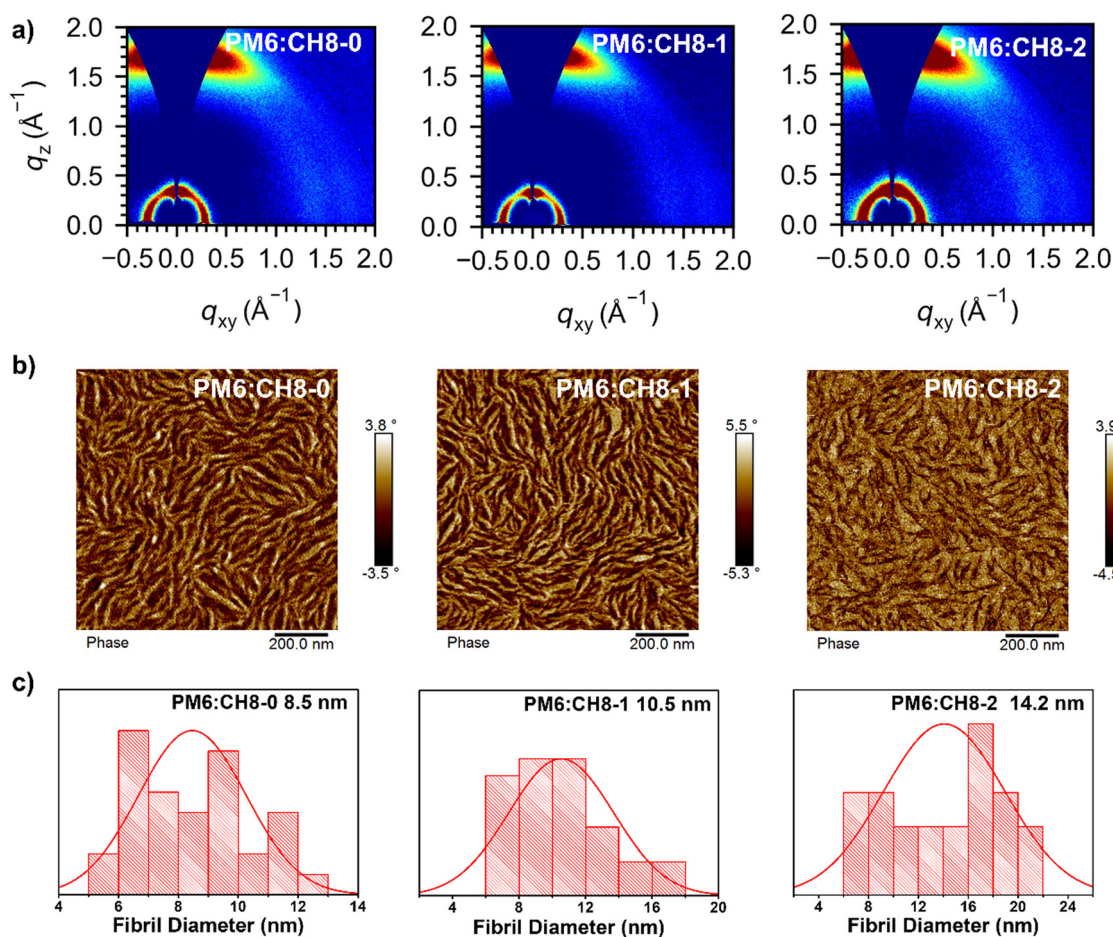 a)
PM6:CH8-0
PM6:CH8-1
PM6:CH8-2
2.0
1.5
1.0
0.5
0.0
qz (Å−1)
−0.5 0.0 0.5 1.0 1.5 2.0
qxy (Å−1)
2.0
1.5
1.0
0.5
0.0
−0.5 0.0 0.5 1.0 1.5 2.0
qxy (Å−1)
2.0
1.5
1.0
0.5
0.0
−0.5 0.0 0.5 1.0 1.5 2.0
qxy (Å−1)
b)
PM6:CH8-0
3.8 °
-3.5 °
Phase
200.0 nm
PM6:CH8-1
5.5 °
-5.3 °
Phase
200.0 nm
PM6:CH8-2
3.9
Phase
200.0 nm
c)
PM6:CH8-0 8.5 nm
4 6 8 10 12 14
Fibril Diameter (nm)
PM6:CH8-1 10.5 nm
4 8 12 16 20
Fibril Diameter (nm)
PM6:CH8-2 14.2 nm
4 8 12 16 20 24
Fibril Diameter (nm)